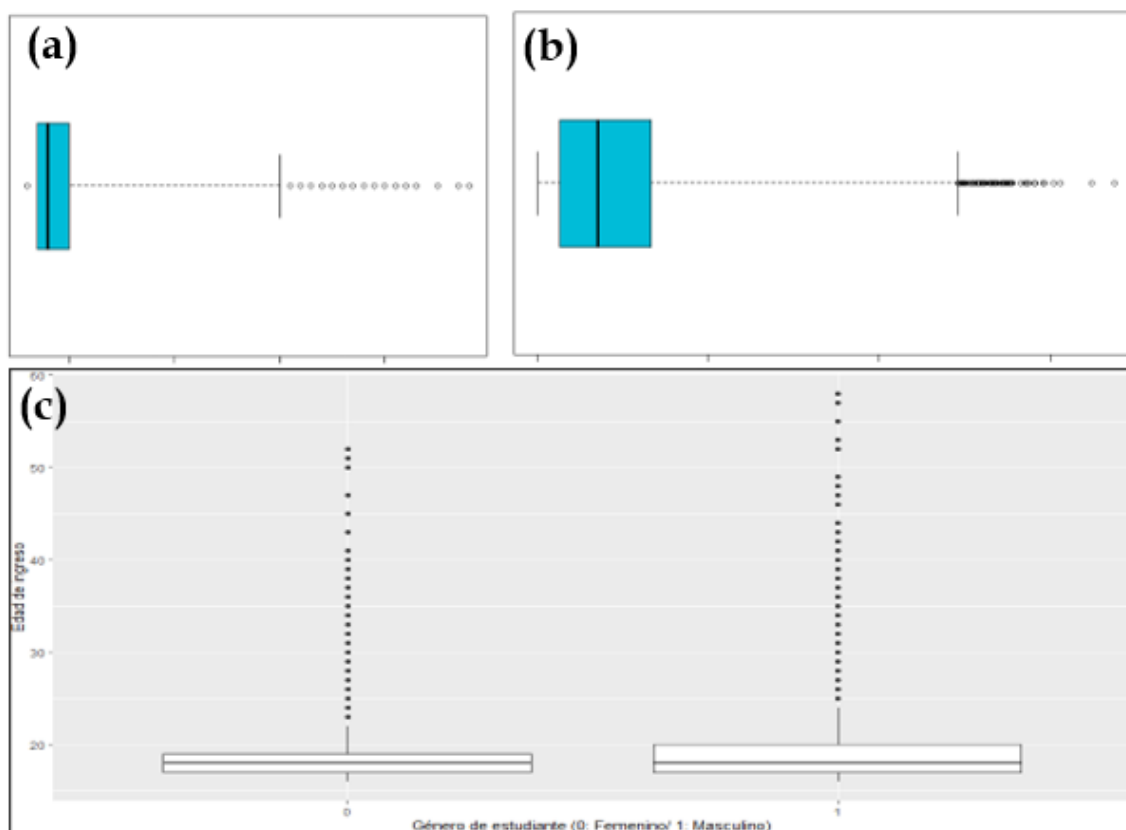 (a)
(b)
(c)
60
50
40
30
20
Edad de ingreso
0
1
Género de estudiante (0: Femenino/ 1: Masculino)